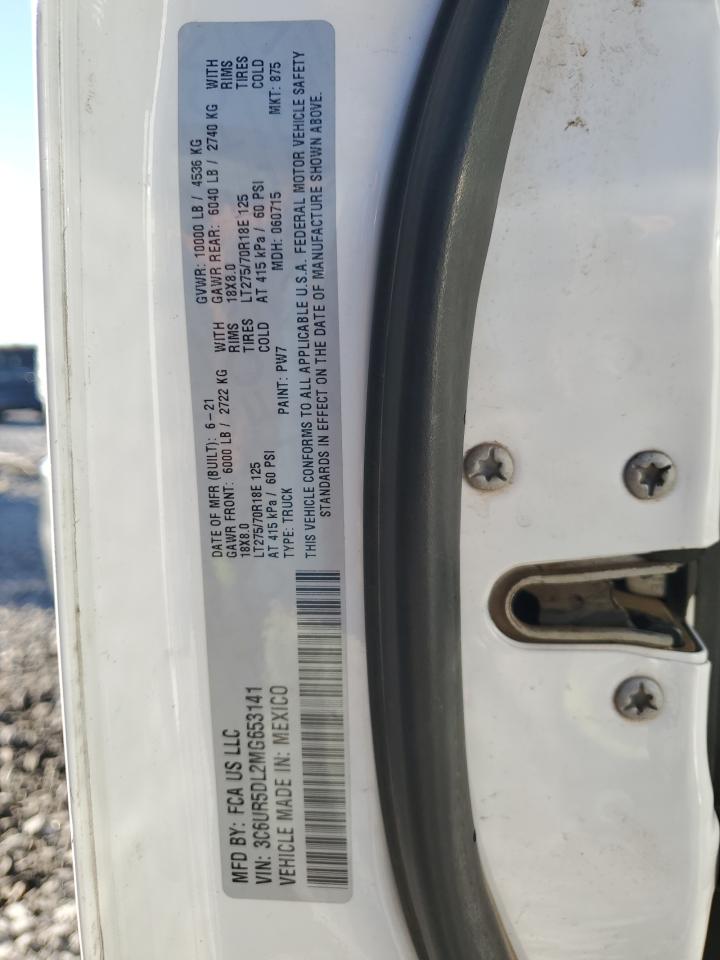 MFD BY: FCA US LLC
VIN: 3C6UR5DL2MG653141
VEHICLE MADE IN: MEXICO
DATE OF MFR (BUILT): 6-21
GAWR FRONT: 6000 LB / 2722 KG WITH
18X8.0 RIMS
LT275/70R18E 125 TIRES
AT 415 kPa / 60 PSI COLD
GVWR: 10000 LB / 4536 KG
GAWR REAR: 6040 LB / 2740 KG WITH
18X8.0 RIMS
LT275/70R18E 125 TIRES
AT 415 kPa / 60 PSI COLD
TYPE: TRUCK PAINT: PW7 MDH: 060715 MKT: 875
THIS VEHICLE CONFORMS TO ALL APPLICABLE U.S.A. FEDERAL MOTOR VEHICLE SAFETY
STANDARDS IN EFFECT ON THE DATE OF MANUFACTURE SHOWN ABOVE.